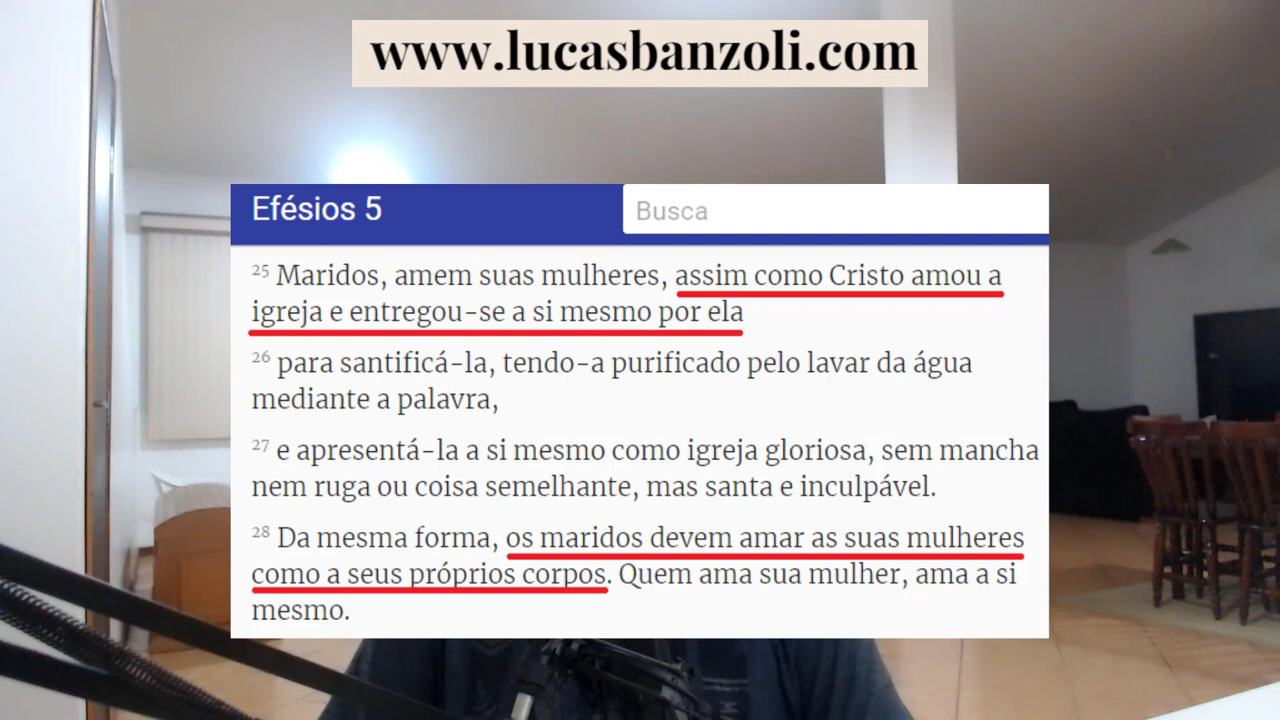 www.lucasbanzoli.com
Efésios 5
Busca
25 Maridos, amem suas mulheres, assim como Cristo amou a
igreja e entregou-se a si mesmo por ela
26 para santificá-la, tendo-a purificado pelo lavar da água
mediante a palavra,
27 e apresentá-la a si mesmo como igreja gloriosa, sem mancha
nem ruga ou coisa semelhante, mas santa e inculpável.
28 Da mesma forma, os maridos devem amar as suas mulheres
como a seus próprios corpos. Quem ama sua mulher, ama a si
mesmo.